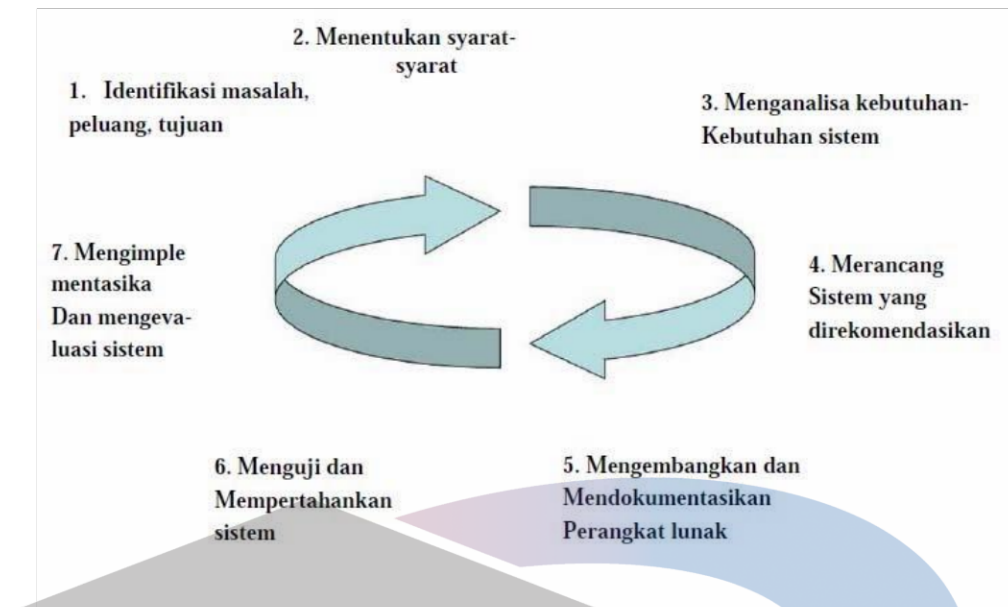 2. Menentukan syarat-
syarat
1. Identifikasi masalah,
peluang, tujuan
3. Menganalisa kebutuhan-
Kebutuhan sistem
7. Mengimple
mentasika
Dan mengeva-
luasi sistem
4. Merancang
Sistem yang
direkomendasikan
6. Menguji dan
Mempertahankan
sistem
5. Mengembangkan dan
Mendokumentasikan
Perangkat lunak